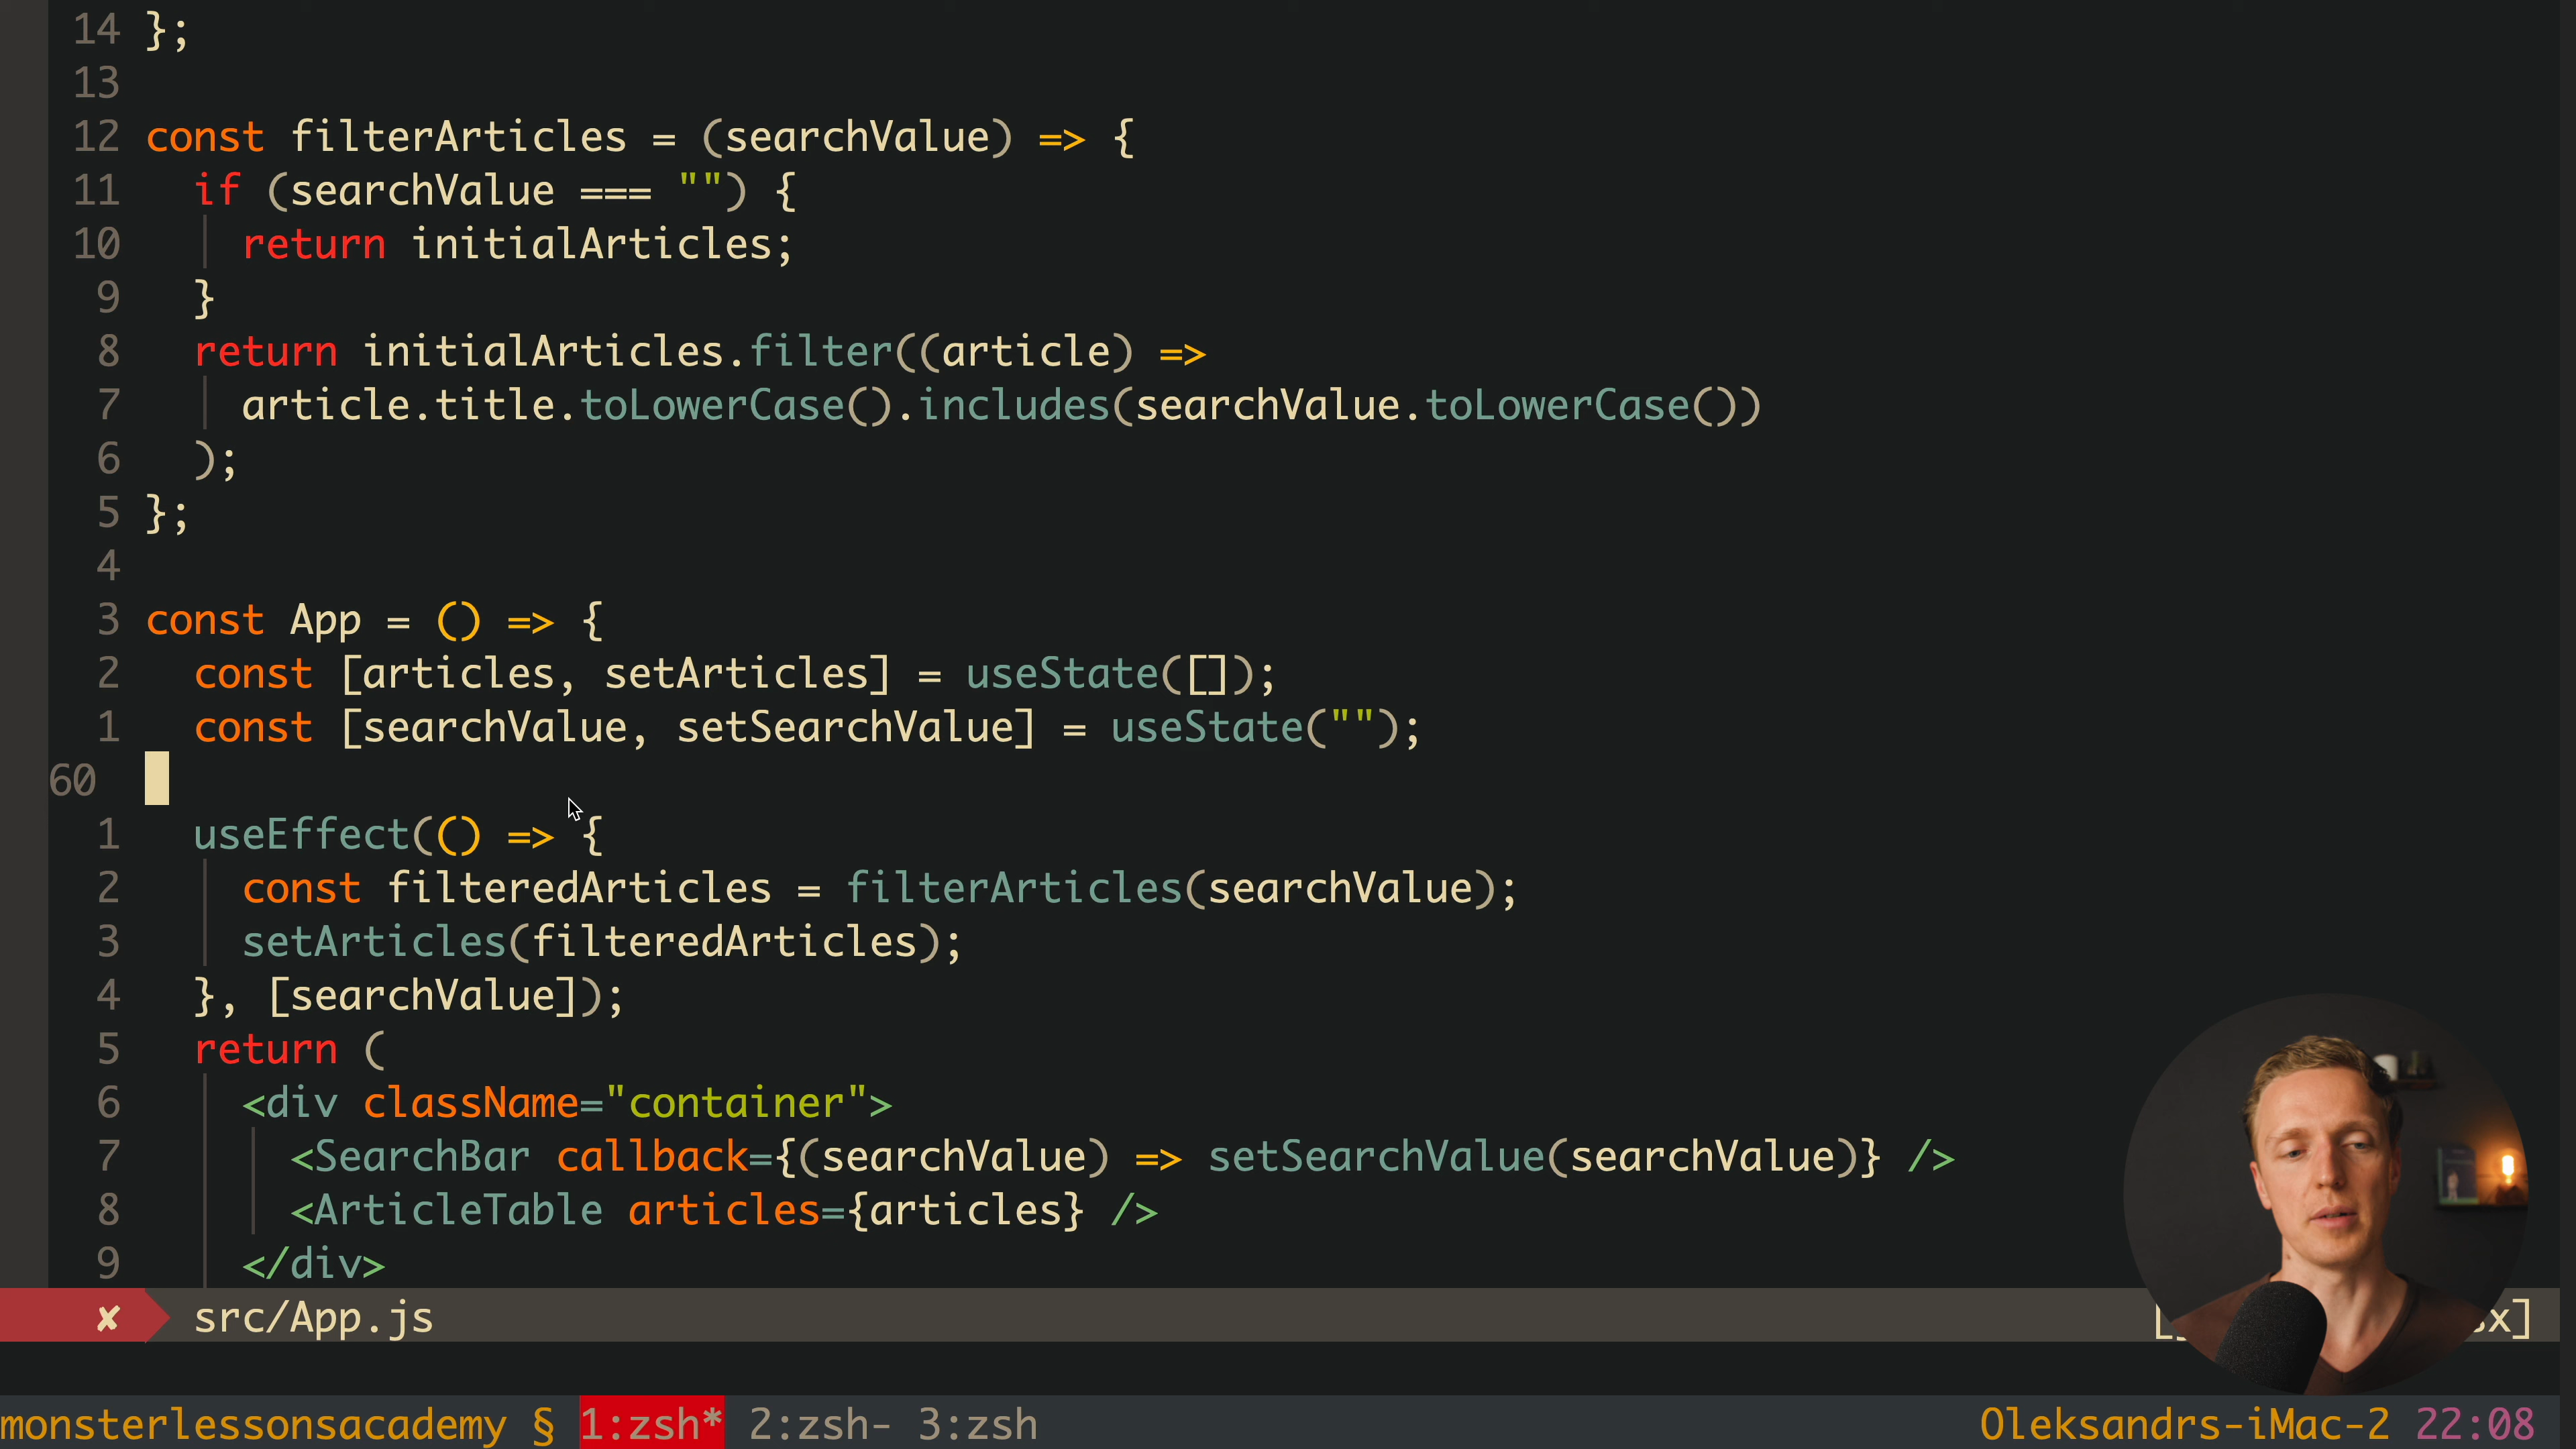 14 };
13
12 const filterArticles = (searchValue) => {
11   if (searchValue === "") {
10     return initialArticles;
9   }
8   return initialArticles.filter((article) =>
7     article.title.toLowerCase().includes(searchValue.toLowerCase())
6   );
5 };
4
3 const App = () => {
2   const [articles, setArticles] = useState([]);
1   const [searchValue, setSearchValue] = useState("");
60
1   useEffect(() => {
2     const filteredArticles = filterArticles(searchValue);
3     setArticles(filteredArticles);
4   }, [searchValue]);
5   return (
6     <div className="container">
7       <SearchBar callback={(searchValue) => setSearchValue(searchValue)} />
8       <ArticleTable articles={articles} />
9     </div>
✘ src/App.js
monsterlessonsacademy § 1:zsh* 2:zsh- 3:zsh Oleksandrs-iMac-2 22:08